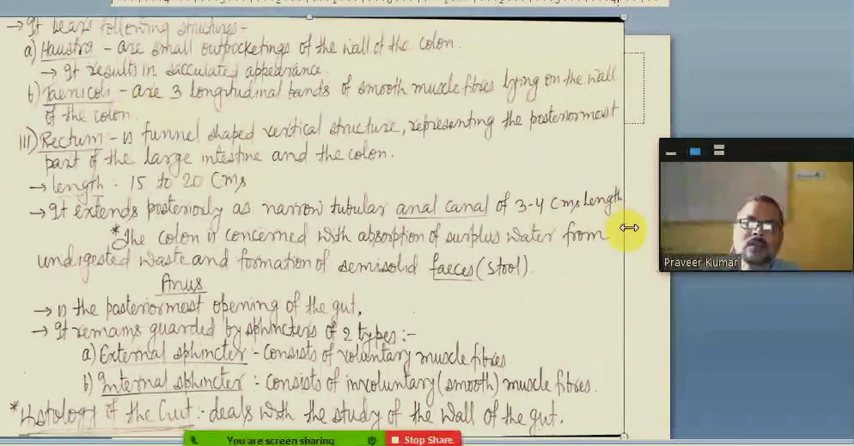 → It bears following structures-
a) Haustra - are small outpocketings of the wall of the colon.
→ It results in sacculated appearance.
b) Taenicoli - are 3 longitudinal bands of smooth muscle fibres lying on the wall
of the colon.
III) Rectum - is funnel shaped vertical structure, representing the posteriormost
part of the large intestine and the colon.
→ length : 15 to 20 cms
→ It extends posteriorly as narrow tubular anal canal of 3-4 cms length
*The colon is concerned with absorption of surplus water from
undigested waste and formation of semisolid faeces (stool).
Anus
→ is the posteriormost opening of the gut.
→ It remains guarded by sphincters of 2 types :-
a) External sphincter - consists of voluntary muscle fibres
b) Internal sphincter :- consists of involuntary (smooth) muscle fibres.
*Histology of the Gut :- deals with the study of the wall of the gut.
Praveer Kumar
You are screen sharing
Stop Share